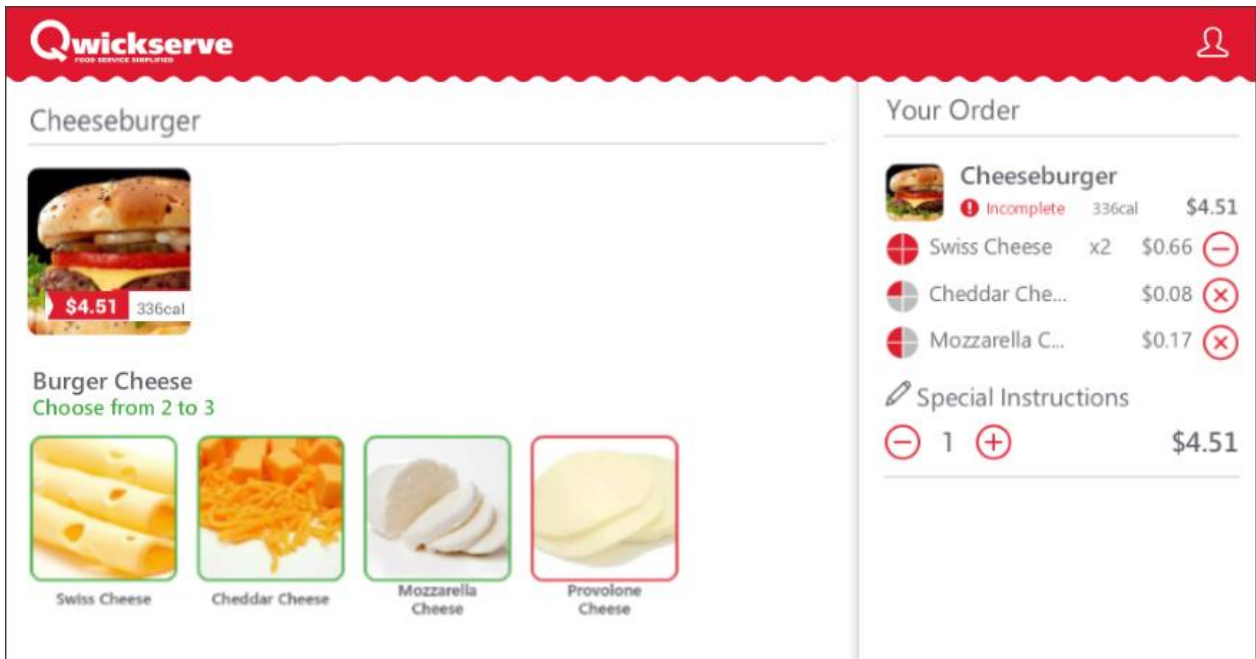 Qwickserve
FOOD SERVICE SIMPLIFIED
Cheeseburger
$4.51 336cal
Burger Cheese
Choose from 2 to 3
Swiss Cheese
Cheddar Cheese
Mozzarella
Cheese
Provolone
Cheese
Your Order
Cheeseburger
Incomplete 336cal $4.51
Swiss Cheese x2 $0.66
Cheddar Che... $0.08
Mozzarella C... $0.17
Special Instructions
1 $4.51